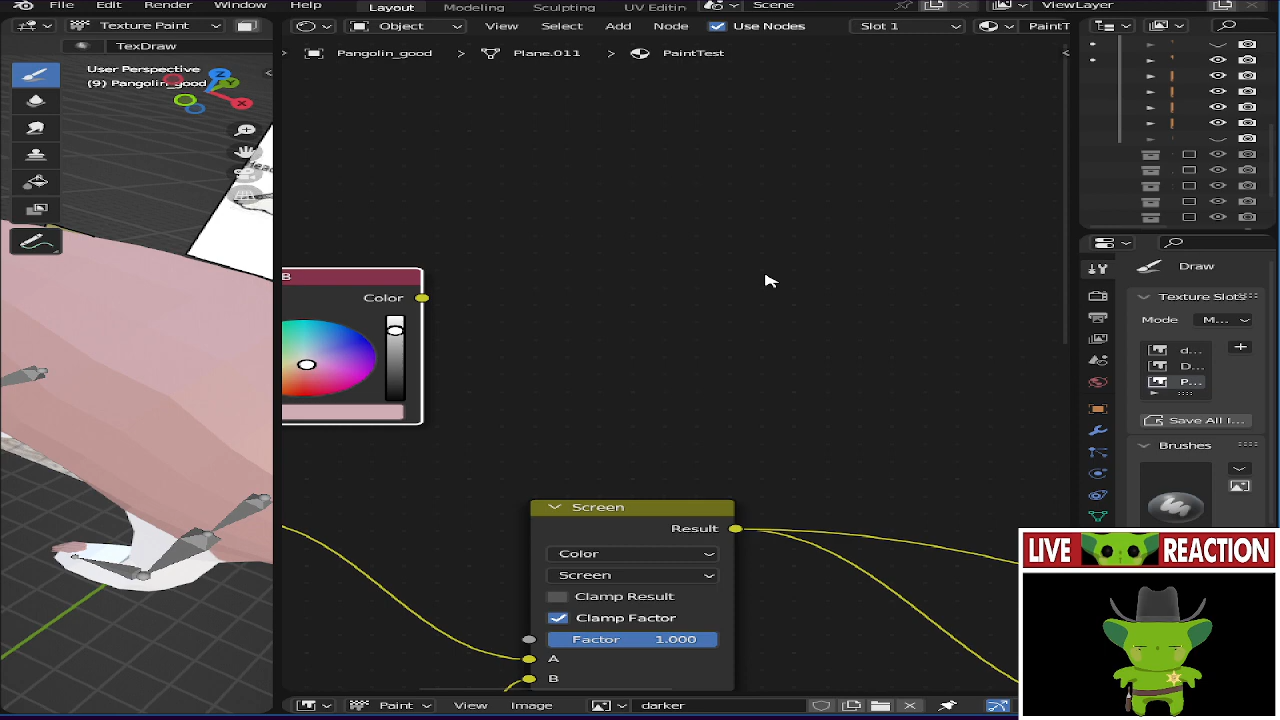 File Edit Render Window Help Layout Modeling Sculpting UV Editin Scene ViewLayer
Texture Paint
Object View Select Add Node Use Nodes Slot 1 PaintT
TexDraw
Pangolin_good > Plane.011 > PaintTest
User Perspective
(9) Pangolin_good
Z
Y
X
B
Color
Draw
Texture Slots
Mode M...
d...
D...
P...
Save All I...
Brushes
Screen
Result
Color
Screen
Clamp Result
Clamp Factor
Factor 1.000
A
B
Paint View Image darker
LIVE REACTION